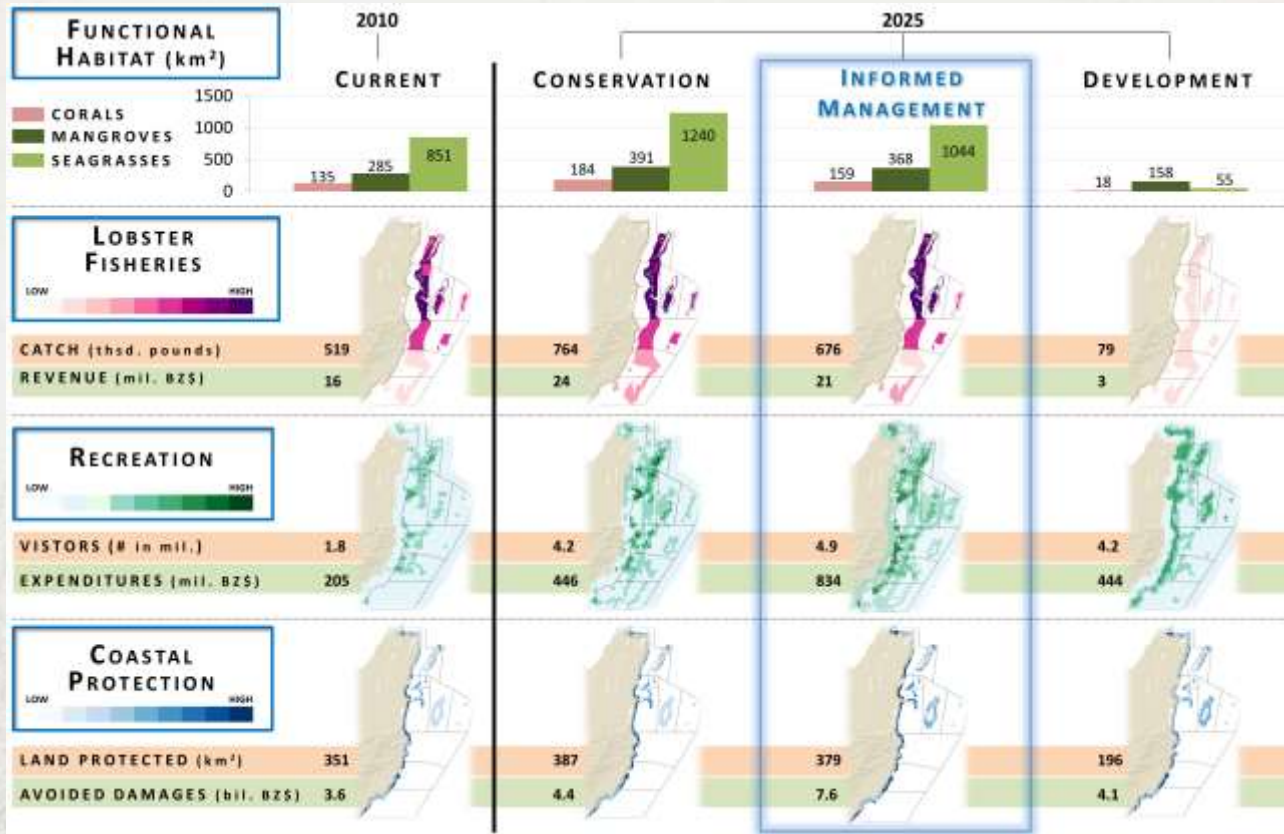 FUNCTIONAL
HABITAT (km²)
2010
2025
CURRENT
CONSERVATION
INFORMED
MANAGEMENT
DEVELOPMENT
CORALS
MANGROVES
SEAGRASSES
1500
1000
500
0
135
285
851
184
391
1240
159
368
1044
18
158
55
LOBSTER
FISHERIES
LOW HIGH
CATCH (thsd. pounds) 519 764 676 79
REVENUE (mil. BZ$) 16 24 21 3
RECREATION
LOW HIGH
VISTORS (# in mil.) 1.8 4.2 4.9 4.2
EXPENDITURES (mil. BZ$) 205 446 834 444
COASTAL
PROTECTION
LOW HIGH
LAND PROTECTED (km²) 351 387 379 196
AVOIDED DAMAGES (bil. BZ$) 3.6 4.4 7.6 4.1